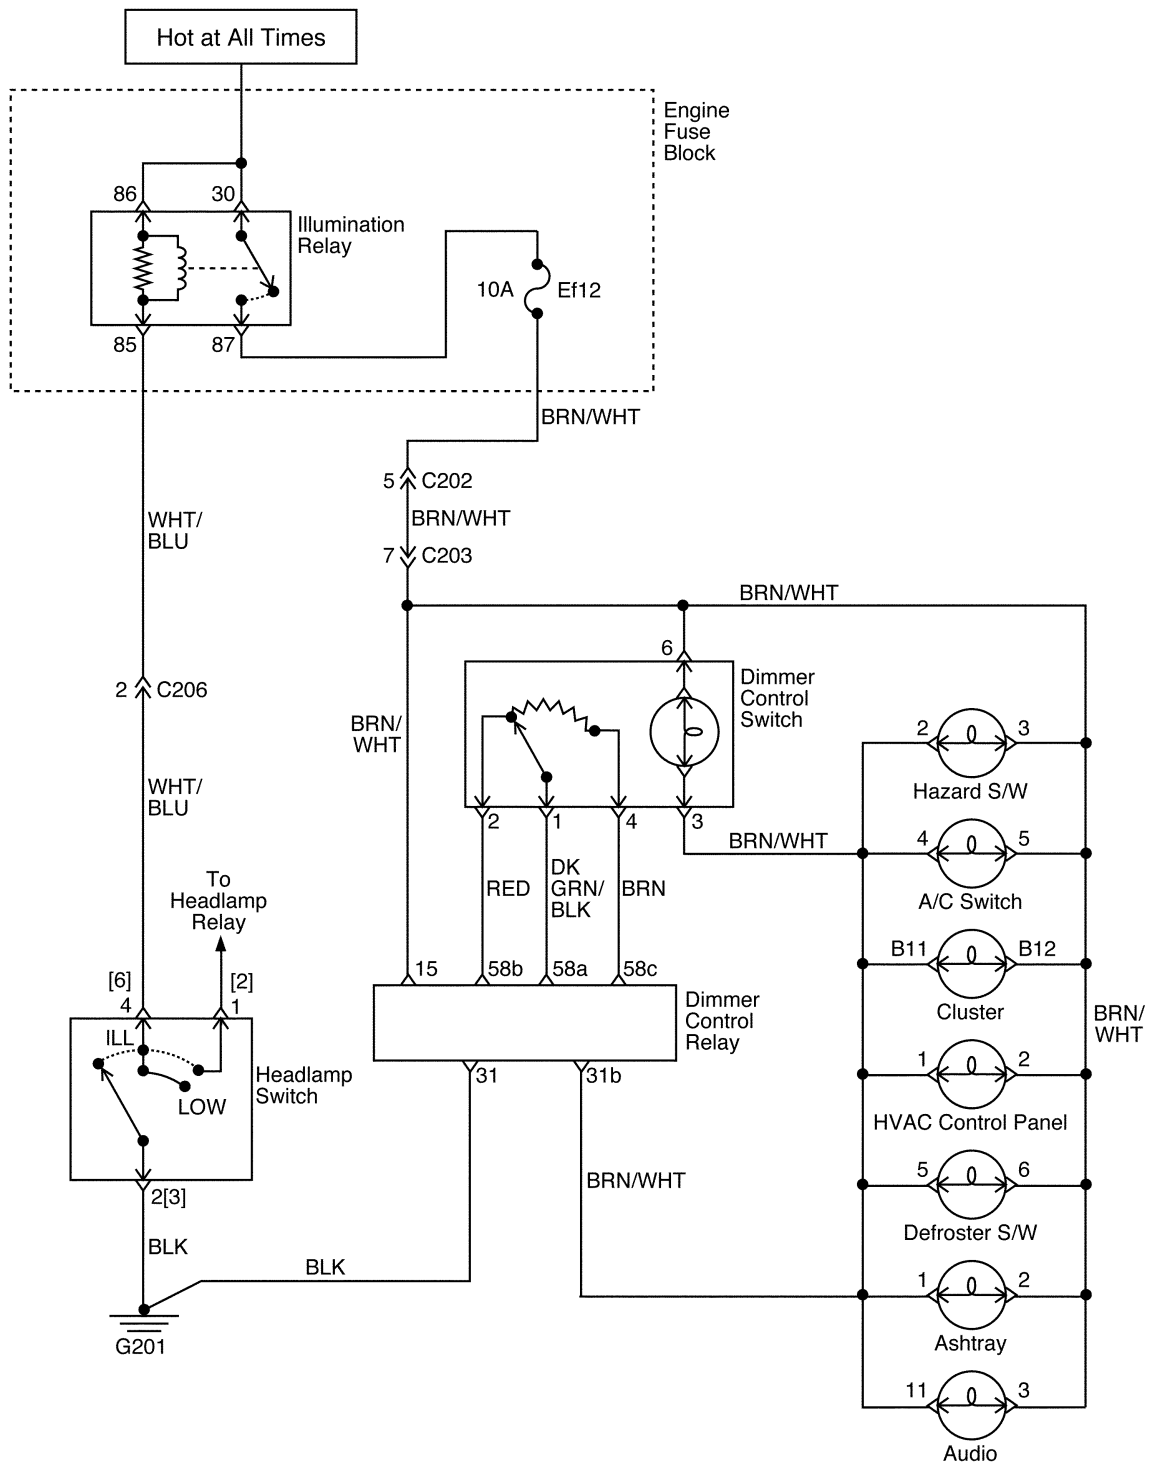 Hot at All Times
Engine
Fuse
Block
86
30
Illumination
Relay
10A
Ef12
85
87
BRN/WHT
5
C202
BRN/WHT
7
C203
WHT/
BLU
BRN/WHT
6
Dimmer
Control
Switch
2
C206
BRN/
WHT
2
3
Hazard S/W
WHT/
BLU
2
1
4
3
BRN/WHT
4
5
A/C Switch
To
Headlamp
Relay
RED
DK
GRN/
BLK
BRN
B11
B12
Cluster
[6]
4
[2]
1
15
58b
58a
58c
Dimmer
Control
Relay
BRN/
WHT
ILL
LOW
Headlamp
Switch
31
31b
1
2
HVAC Control Panel
2[3]
BRN/WHT
5
6
Defroster S/W
BLK
BLK
1
2
Ashtray
G201
11
3
Audio